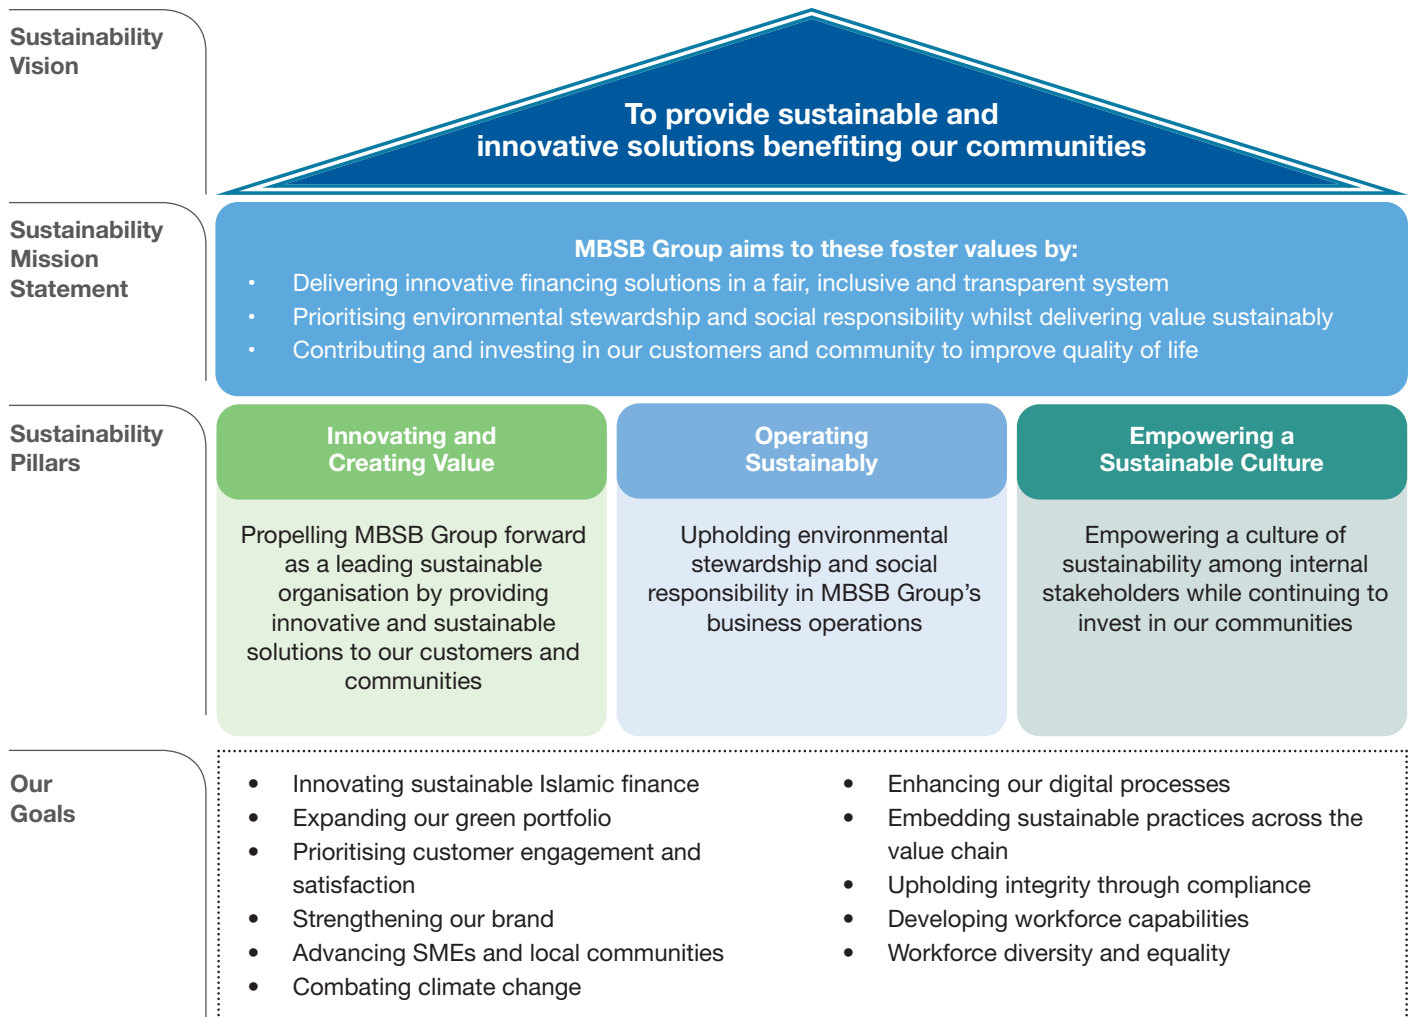 Sustainability
Vision
To provide sustainable and
innovative solutions benefiting our communities
Sustainability
Mission
Statement
MBSB Group aims to these foster values by:
• Delivering innovative financing solutions in a fair, inclusive and transparent system
• Prioritising environmental stewardship and social responsibility whilst delivering value sustainably
• Contributing and investing in our customers and community to improve quality of life
Sustainability
Pillars
Innovating and
Creating Value
Propelling MBSB Group forward
as a leading sustainable
organisation by providing
innovative and sustainable
solutions to our customers and
communities
Operating
Sustainably
Upholding environmental
stewardship and social
responsibility in MBSB Group's
business operations
Empowering a
Sustainable Culture
Empowering a culture of
sustainability among internal
stakeholders while continuing to
invest in our communities
Our
Goals
• Innovating sustainable Islamic finance
• Expanding our green portfolio
• Prioritising customer engagement and
satisfaction
• Strengthening our brand
• Advancing SMEs and local communities
• Combating climate change
• Enhancing our digital processes
• Embedding sustainable practices across the
value chain
• Upholding integrity through compliance
• Developing workforce capabilities
• Workforce diversity and equality